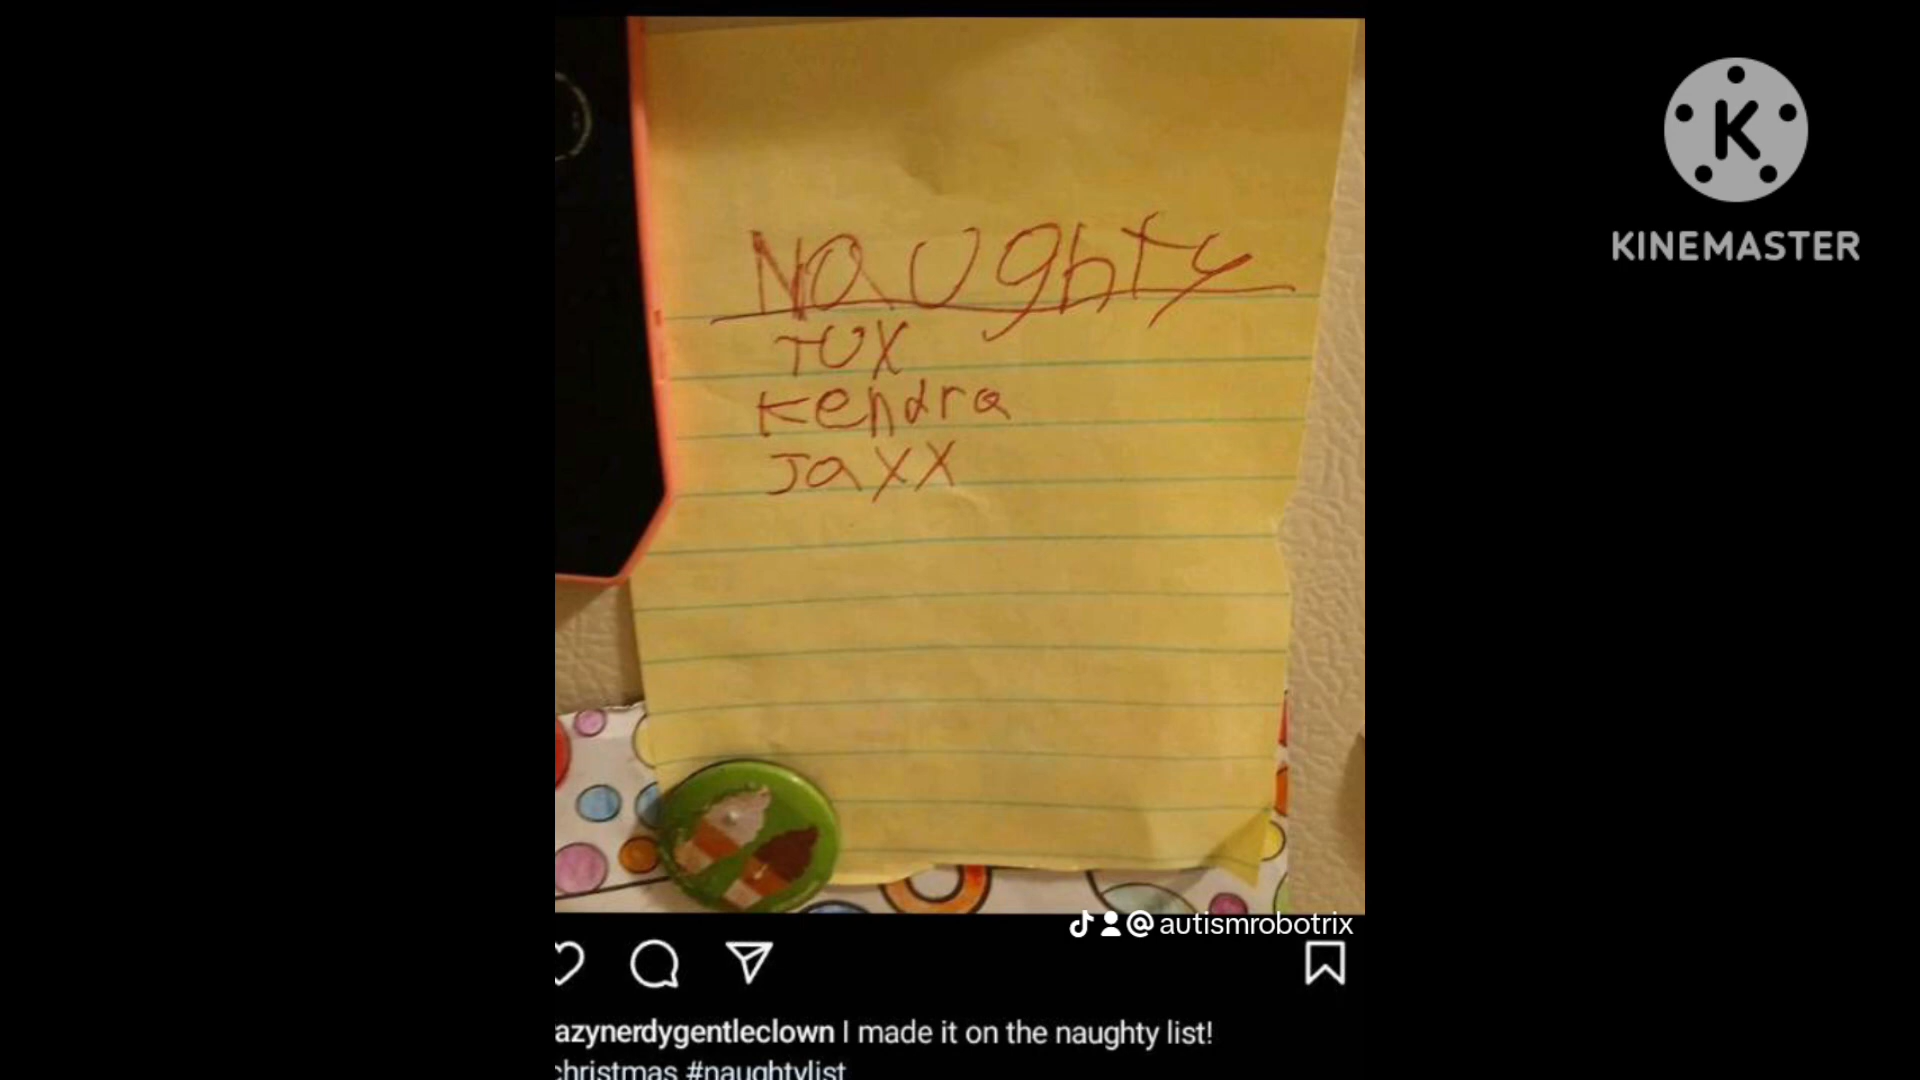 Naughty
TUX
Kendra
Jaxx
KINEMASTER
@autismrobotrix
azynerdygentleclown I made it on the naughty list!
christmas #naughtylist